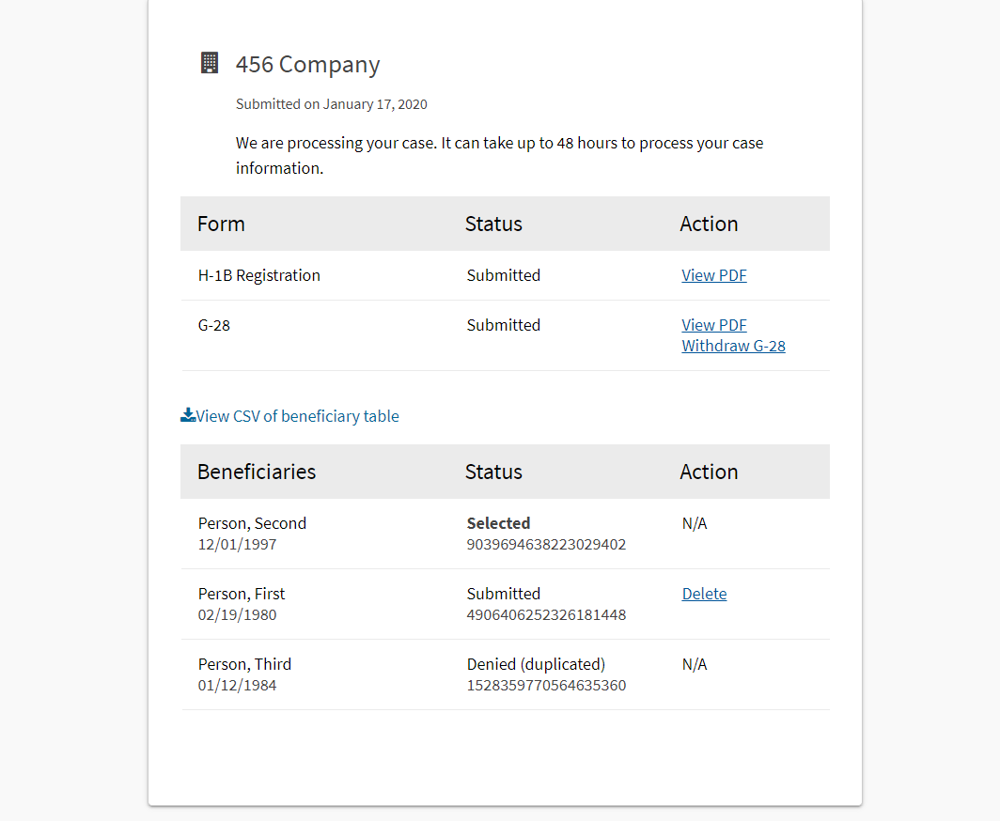 456 Company
Submitted on January 17, 2020
We are processing your case. It can take up to 48 hours to process your case
information.
Form Status Action
H-1B Registration Submitted View PDF
G-28 Submitted View PDF
Withdraw G-28
View CSV of beneficiary table
Beneficiaries Status Action
Person, Second Selected N/A
12/01/1997 9039694638223029402
Person, First Submitted Delete
02/19/1980 4906406252326181448
Person, Third Denied (duplicated) N/A
01/12/1984 1528359770564635360